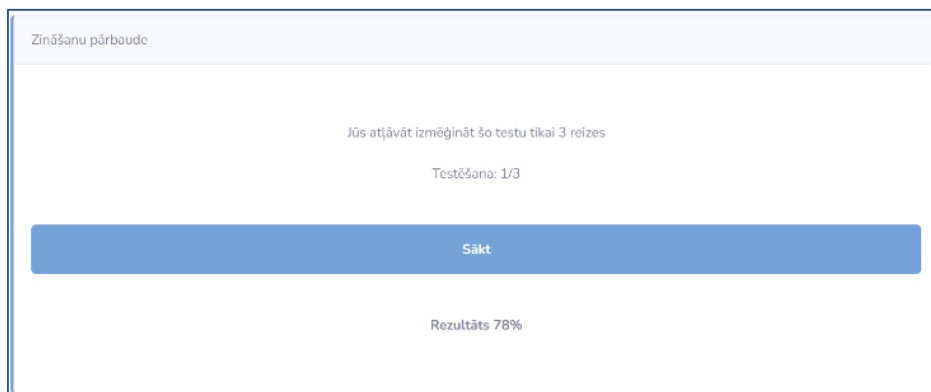 Zināšanu pārbaude
Jūs atļāvāt izmēģināt šo testu tikai 3 reizes
Testēšana: 1/3
Sākt
Rezultāts 78%